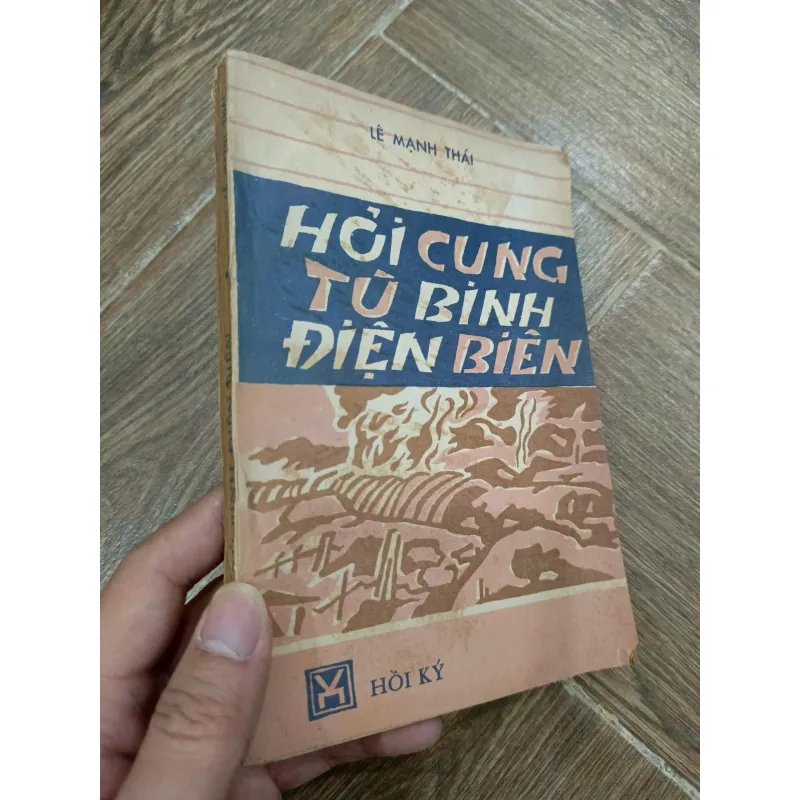 LÊ MẠNH THÁI
HỎI CUNG
TÙ BINH
ĐIỆN BIÊN
HỒI KÝ